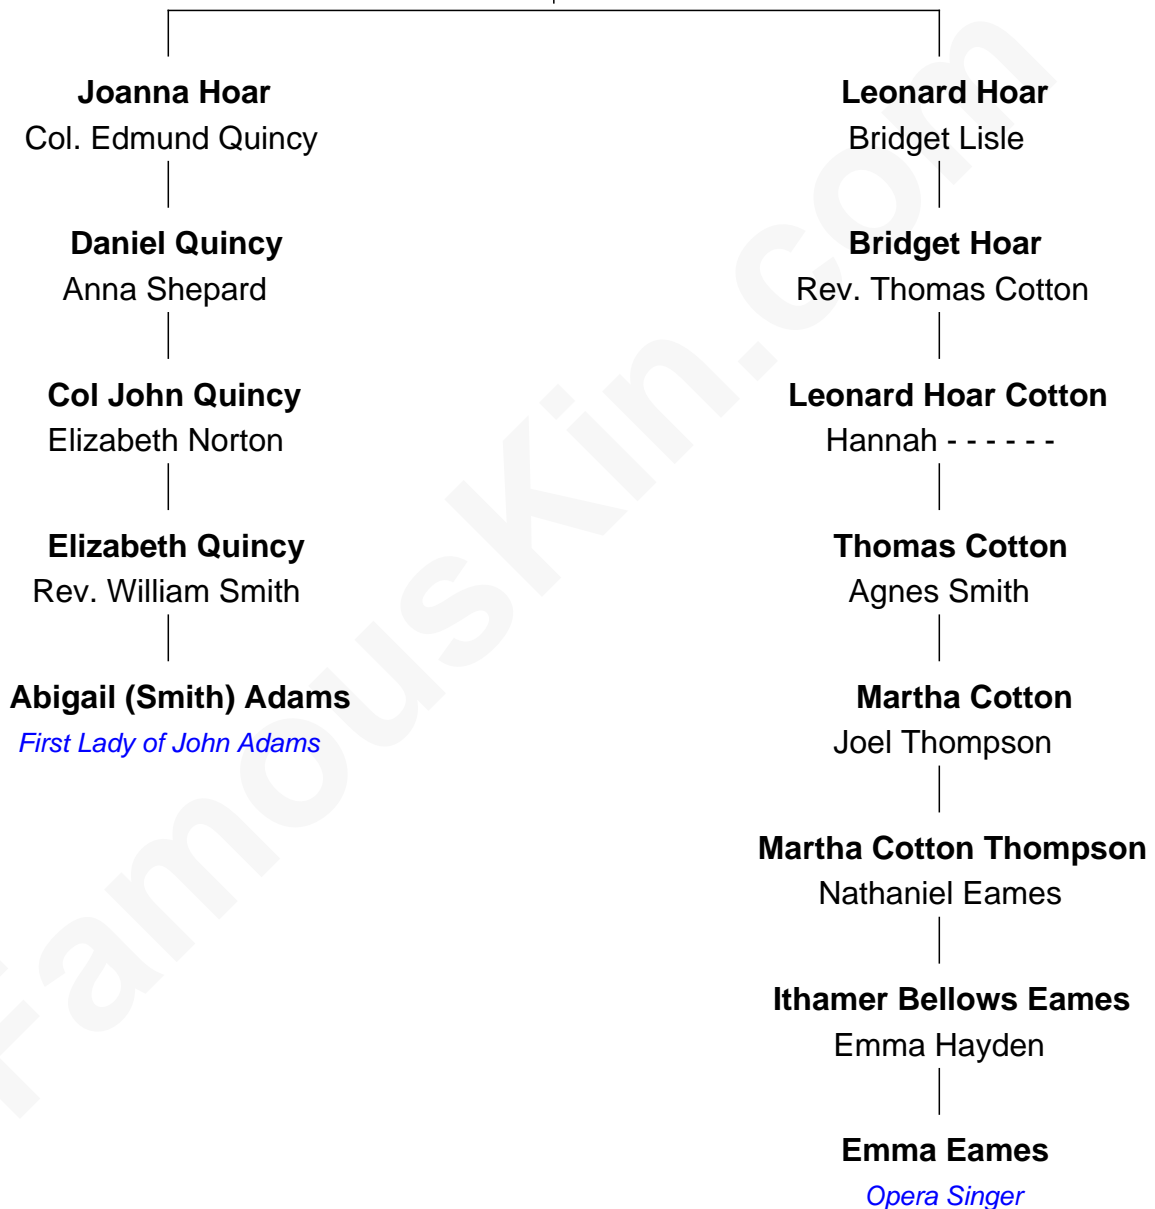 Joanna Hoar
Col. Edmund Quincy
Daniel Quincy
Anna Shepard
Col John Quincy
Elizabeth Norton
Elizabeth Quincy
Rev. William Smith
Abigail (Smith) Adams
First Lady of John Adams
Leonard Hoar
Bridget Lisle
Bridget Hoar
Rev. Thomas Cotton
Leonard Hoar Cotton
Hannah - - - - - -
Thomas Cotton
Agnes Smith
Martha Cotton
Joel Thompson
Martha Cotton Thompson
Nathaniel Eames
Ithamer Bellows Eames
Emma Hayden
Emma Eames
Opera Singer
FamousKin.com